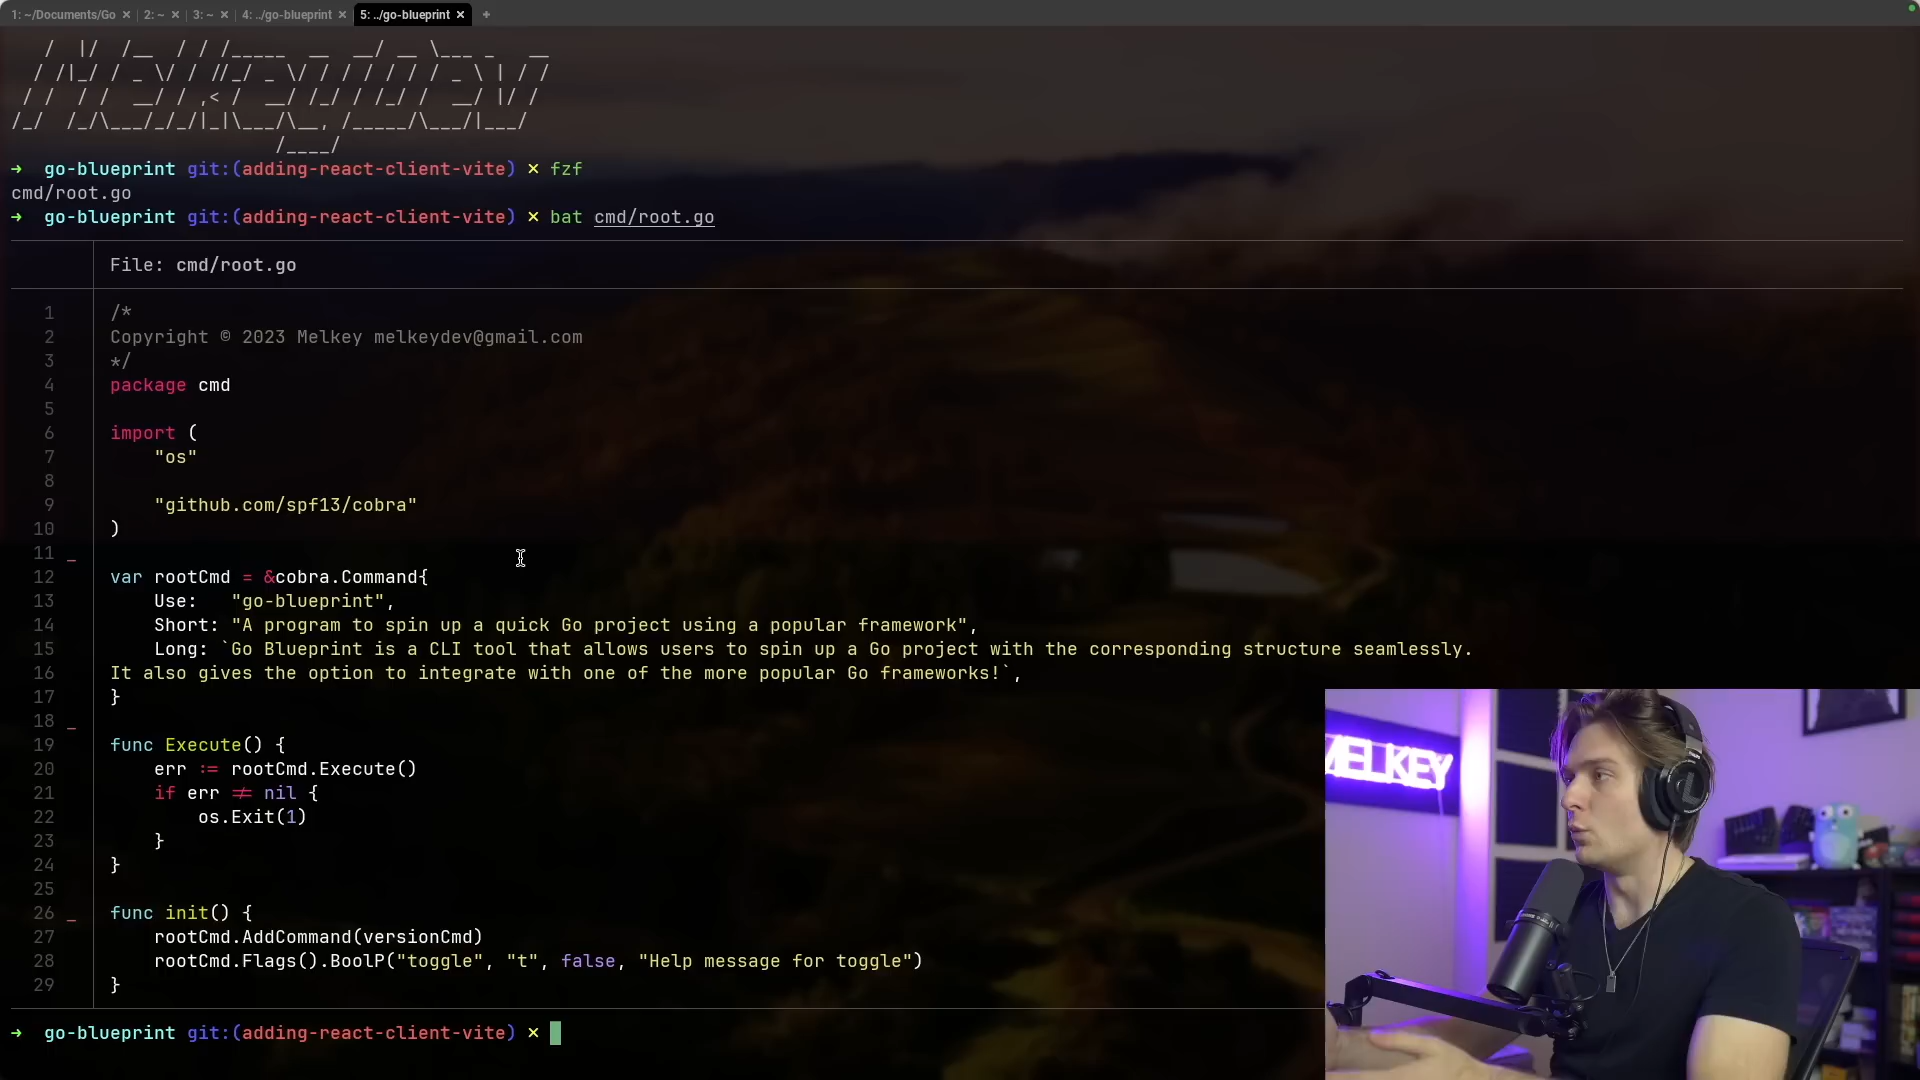 1: ~/Documents/Go × 2: ~ × 3: ~ × 4: ../go-blueprint × 5: ../go-blueprint × +
→ go-blueprint git:(adding-react-client-vite) × fzf
cmd/root.go
→ go-blueprint git:(adding-react-client-vite) × bat cmd/root.go
File: cmd/root.go
1 /*
2 Copyright © 2023 Melkey melkeydev@gmail.com
3 */
4 package cmd
5
6 import (
7 "os"
8
9 "github.com/spf13/cobra"
10 )
11 _
12 var rootCmd = &cobra.Command{
13 Use:   "go-blueprint",
14 Short: "A program to spin up a quick Go project using a popular framework",
15 Long: `Go Blueprint is a CLI tool that allows users to spin up a Go project with the corresponding structure seamlessly.
16 It also gives the option to integrate with one of the more popular Go frameworks!`,
17 }
18 _
19 func Execute() {
20 err := rootCmd.Execute()
21 if err ≠ nil {
22 os.Exit(1)
23 }
24 }
25
26 _ func init() {
27 rootCmd.AddCommand(versionCmd)
28 rootCmd.Flags().BoolP("toggle", "t", false, "Help message for toggle")
29 }
→ go-blueprint git:(adding-react-client-vite) ×
MELKEY